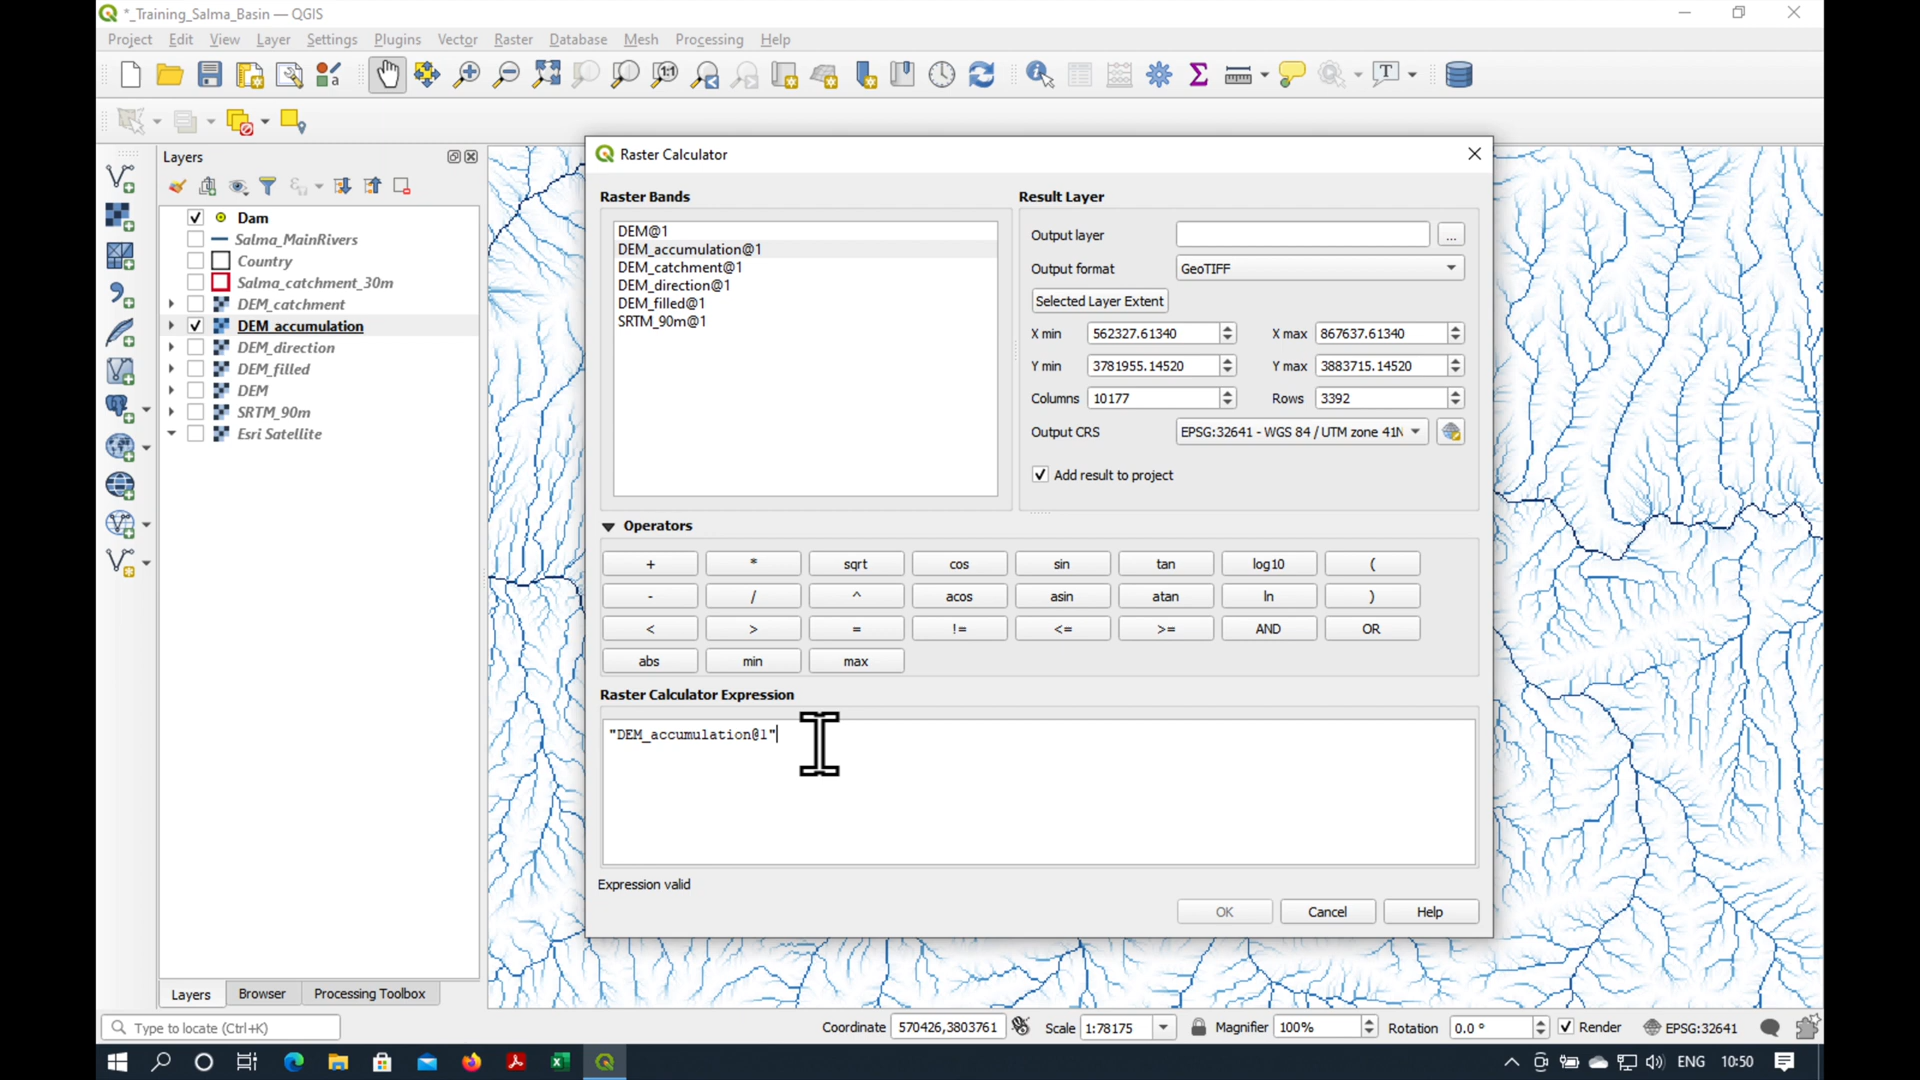 *_Training_Salma_Basin — QGIS
Project Edit View Layer Settings Plugins Vector Raster Database Mesh Processing Help
Layers
Dam
Salma_MainRivers
Country
Salma_catchment_30m
DEM_catchment
DEM_accumulation
DEM_direction
DEM_filled
DEM
SRTM_90m
Esri Satellite
Layers Browser Processing Toolbox
Raster Calculator
Raster Bands
DEM@1
DEM_accumulation@1
DEM_catchment@1
DEM_direction@1
DEM_filled@1
SRTM_90m@1
Result Layer
Output layer ...
Output format GeoTIFF
Selected Layer Extent
X min 562327.61340 X max 867637.61340
Y min 3781955.14520 Y max 3883715.14520
Columns 10177 Rows 3392
Output CRS EPSG:32641 - WGS 84 / UTM zone 41N
Add result to project
Operators
+ * sqrt cos sin tan log10 (
- / ^ acos asin atan ln )
< > = != <= >= AND OR
abs min max
Raster Calculator Expression
"DEM_accumulation@1"
Expression valid
OK Cancel Help
Type to locate (Ctrl+K) Coordinate 570426,3803761 Scale 1:78175 Magnifier 100% Rotation 0.0 ° Render EPSG:32641
ENG 10:50